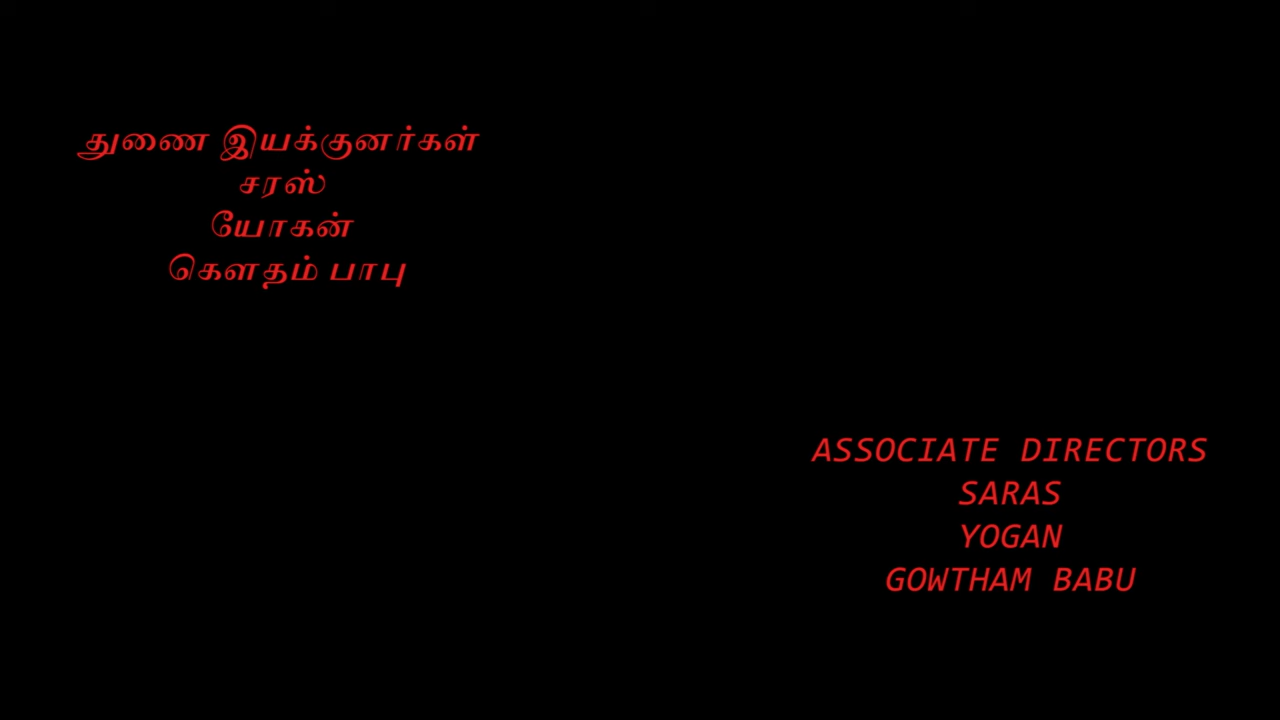 துணை இயக்குனர்கள்
சரஸ்
யோகன்
கௌதம் பாபு
ASSOCIATE DIRECTORS
SARAS
YOGAN
GOWTHAM BABU